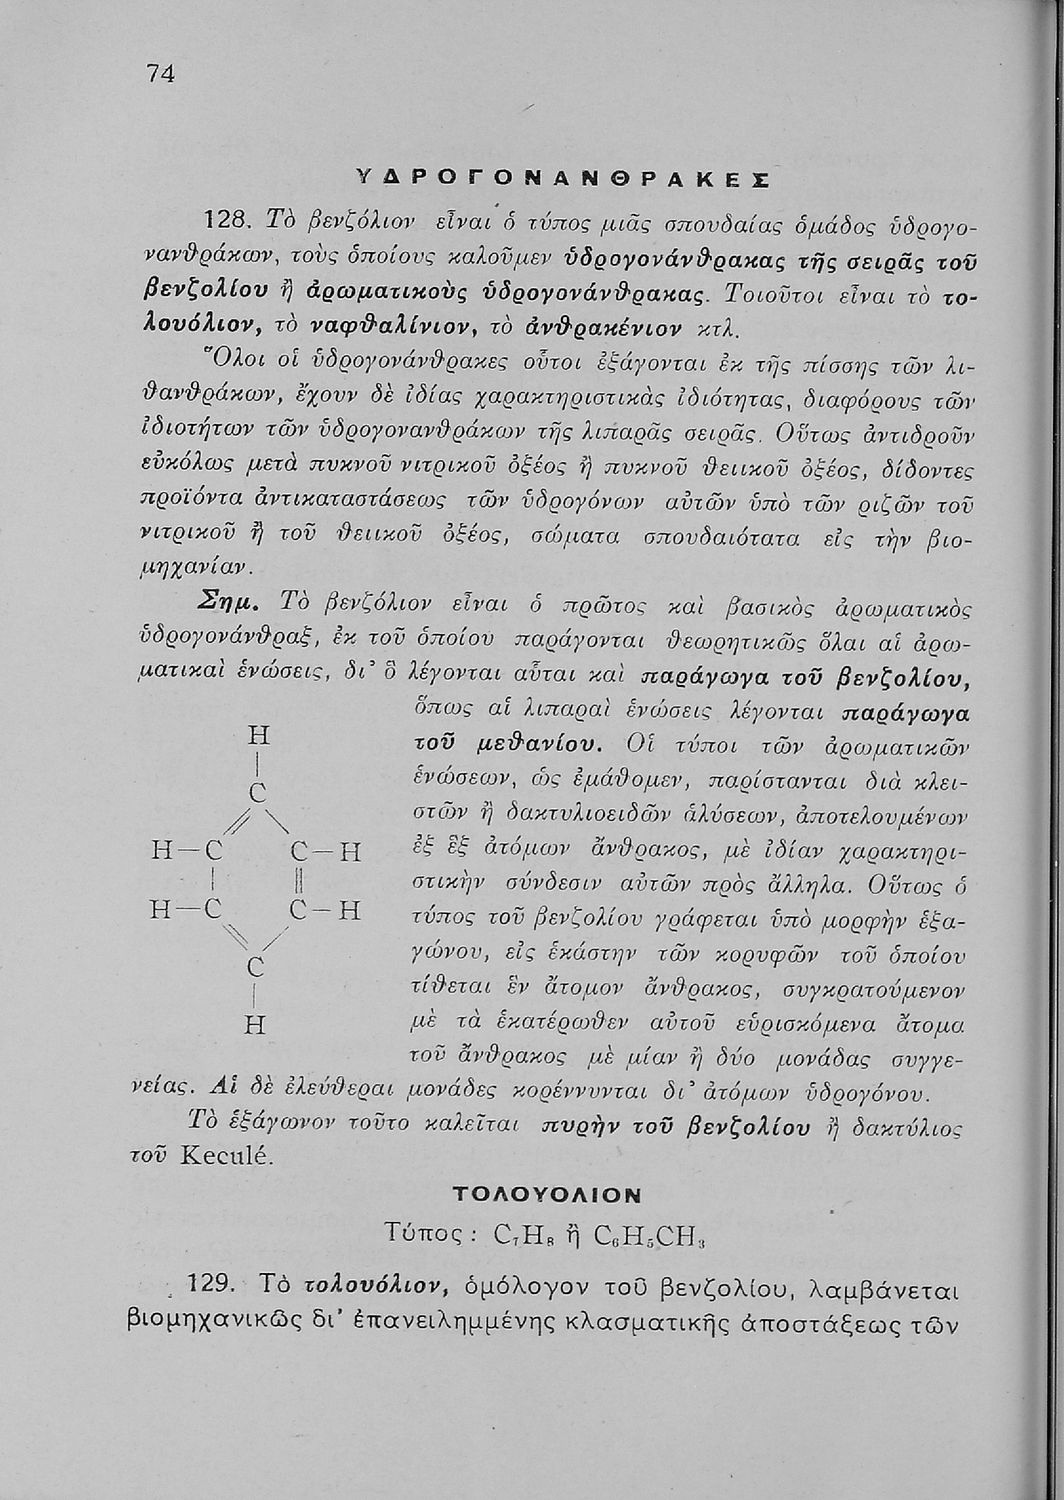 74
ΥΔΡΟΓΟΝΑΝΘΡΑΚΕΣ
128. Τὸ βενζόλιον εἶναι ὁ τύπος μιᾶς σπουδαίας ὁμάδος ὑδρογο-
νανθράκων, τοὺς ὁποίους καλοῦμεν ὑδρογονάνθρακας τῆς σειρᾶς τοῦ
βενζολίου ἢ ἀρωματικοὺς ὑδρογονάνθρακας. Τοιοῦτοι εἶναι τὸ το-
λουόλιον, τὸ ναφθαλίνιον, τὸ ἀνθρακένιον κτλ.
Ὅλοι οἱ ὑδρογονάνθρακες οὗτοι ἐξάγονται ἐκ τῆς πίσσης τῶν λι-
θανθράκων, ἔχουν δὲ ἰδίας χαρακτηριστικὰς ἰδιότητας, διαφόρους τῶν
ἰδιοτήτων τῶν ὑδρογονανθράκων τῆς λιπαρᾶς σειρᾶς. Οὕτως ἀντιδροῦν
εὐκόλως μετὰ πυκνοῦ νιτρικοῦ ὀξέος ἢ πυκνοῦ θειικοῦ ὀξέος, δίδοντες
προϊόντα ἀντικαταστάσεως τῶν ὑδρογόνων αὐτῶν ὑπὸ τῶν ριζῶν τοῦ
νιτρικοῦ ἢ τοῦ θειικοῦ ὀξέος, σώματα σπουδαιότατα εἰς τὴν βιο-
μηχανίαν.
Σημ. Τὸ βενζόλιον εἶναι ὁ πρῶτος καὶ βασικὸς ἀρωματικὸς
ὑδρογονάνθραξ, ἐκ τοῦ ὁποίου παράγονται θεωρητικῶς ὅλαι αἱ ἀρω-
ματικαὶ ἑνώσεις, δι' ὃ λέγονται αὗται καὶ παράγωγα τοῦ βενζολίου,
ὅπως αἱ λιπαραὶ ἑνώσεις λέγονται παράγωγα
τοῦ μεθανίου. Οἱ τύποι τῶν ἀρωματικῶν
ἑνώσεων, ὡς ἐμάθομεν, παρίστανται διὰ κλει-
στῶν ἢ δακτυλιοειδῶν ἁλύσεων, ἀποτελουμένων
ἐξ ἓξ ἀτόμων ἄνθρακος, μὲ ἰδίαν χαρακτηρι-
στικὴν σύνδεσιν αὐτῶν πρὸς ἄλληλα. Οὕτως ὁ
τύπος τοῦ βενζολίου γράφεται ὑπὸ μορφὴν ἑξα-
γώνου, εἰς ἑκάστην τῶν κορυφῶν τοῦ ὁποίου
τίθεται ἓν ἄτομον ἄνθρακος, συγκρατούμενον
μὲ τὰ ἑκατέρωθεν αὐτοῦ εὑρισκόμενα ἄτομα
τοῦ ἄνθρακος μὲ μίαν ἢ δύο μονάδας συγγε-
νείας. Αἱ δὲ ἐλεύθεραι μονάδες κορέννυνται δι' ἀτόμων ὑδρογόνου.
H
C
H—C C—H
H—C C—H
C
H
Τὸ ἑξάγωνον τοῦτο καλεῖται πυρὴν τοῦ βενζολίου ἢ δακτύλιος
τοῦ Keculé.
ΤΟΛΟΥΟΛΙΟΝ
Τύπος : C₇H₈ ἢ C₆H₅CH₃
129. Τὸ τολουόλιον, ὁμόλογον τοῦ βενζολίου, λαμβάνεται
βιομηχανικῶς δι' ἐπανειλημμένης κλασματικῆς ἀποστάξεως τῶν